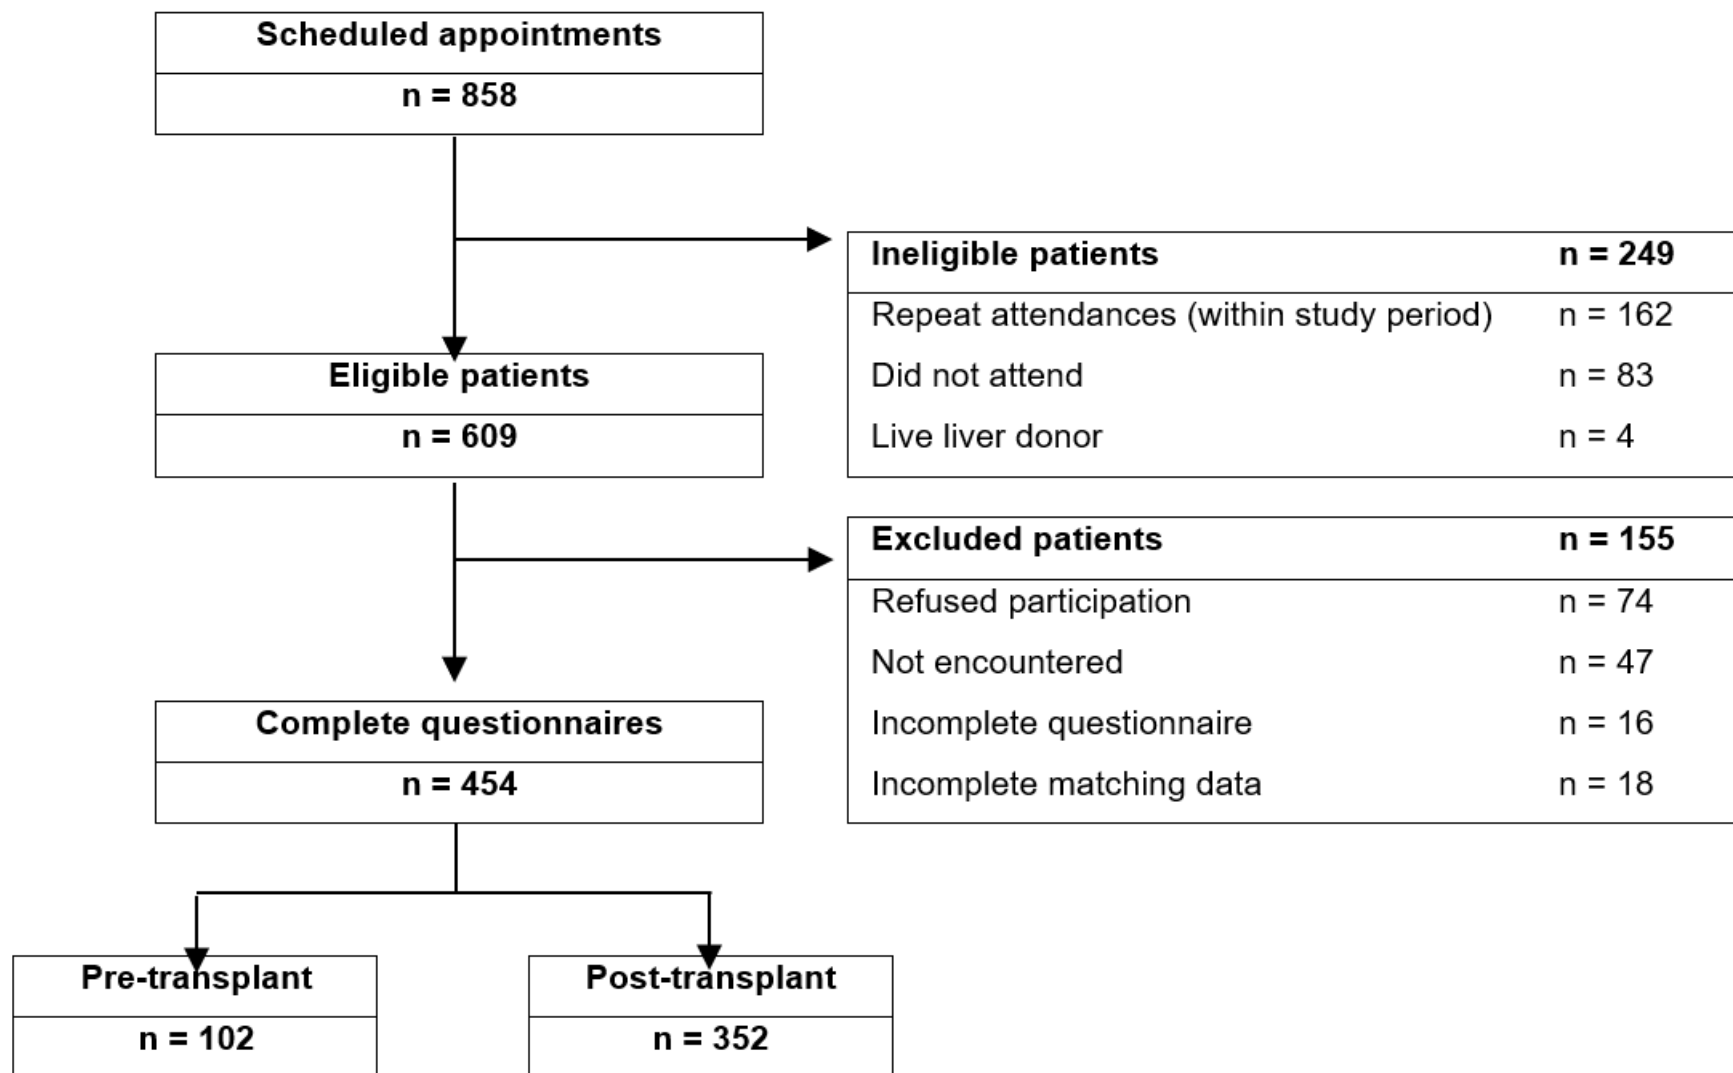 Scheduled appointments
n = 858
Ineligible patients n = 249
Repeat attendances (within study period) n = 162
Did not attend n = 83
Live liver donor n = 4
Eligible patients
n = 609
Excluded patients n = 155
Refused participation n = 74
Not encountered n = 47
Incomplete questionnaire n = 16
Incomplete matching data n = 18
Complete questionnaires
n = 454
Pre-transplant
n = 102
Post-transplant
n = 352